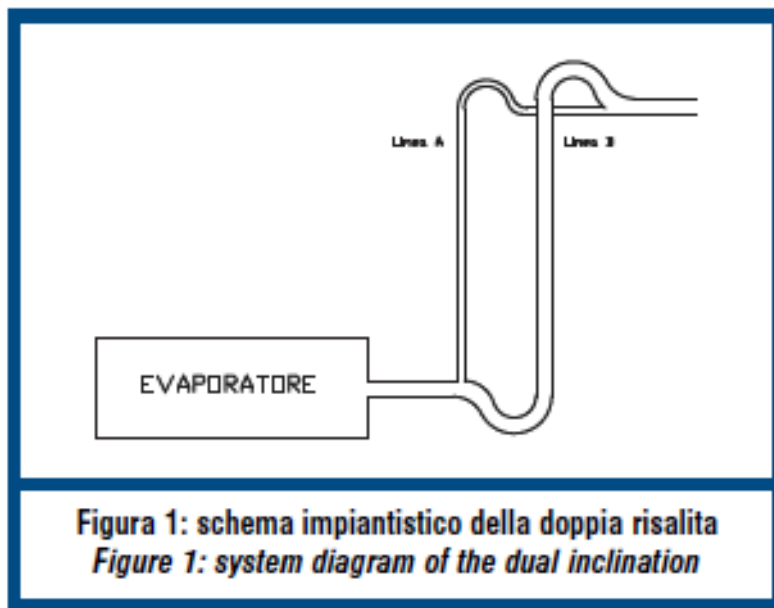 Linea A
Linea B
EVAPORATORE
Figura 1: schema impiantistico della doppia risalita
Figure 1: system diagram of the dual inclination